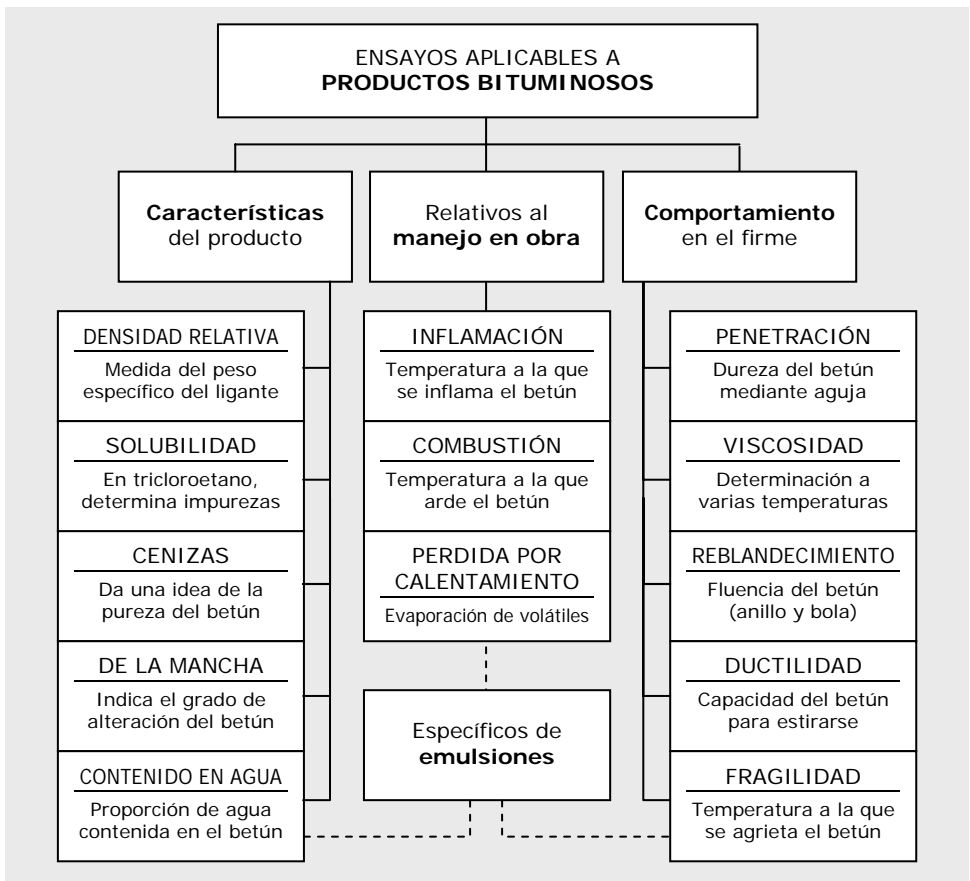 ENSAYOS APLICABLES A
PRODUCTOS BITUMINOSOS
Características
del producto
Relativos al
manejo en obra
Comportamiento
en el firme
DENSIDAD RELATIVA
Medida del peso
específico del ligante
SOLUBILIDAD
En tricloroetano,
determina impurezas
CENIZAS
Da una idea de la
pureza del betún
DE LA MANCHA
Indica el grado de
alteración del betún
CONTENIDO EN AGUA
Proporción de agua
contenida en el betún
INFLAMACIÓN
Temperatura a la que
se inflama el betún
COMBUSTIÓN
Temperatura a la que
arde el betún
PERDIDA POR
CALENTAMIENTO
Evaporación de volátiles
Específicos de
emulsiones
PENETRACIÓN
Dureza del betún
mediante aguja
VISCOSIDAD
Determinación a
varias temperaturas
REBLANDECIMIENTO
Fluencia del betún
(anillo y bola)
DUCTILIDAD
Capacidad del betún
para estirarse
FRAGILIDAD
Temperatura a la que
se agrieta el betún